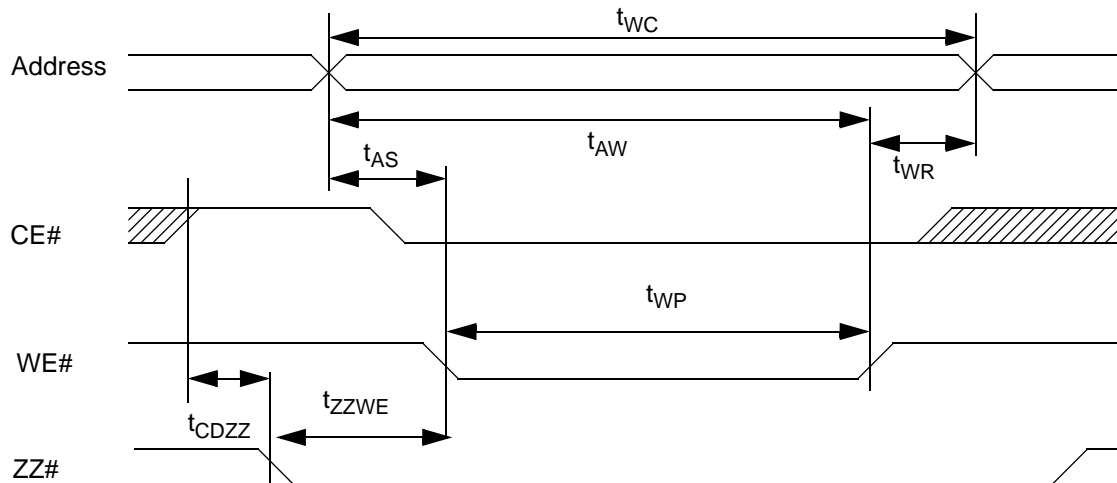 tWC
Address
tAW
tAS
tWR
CE#
tWP
WE#
tZZWE
tCDZZ
ZZ#